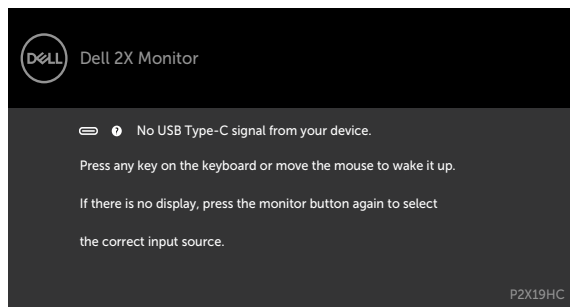 DELL
Dell 2X Monitor
? No USB Type-C signal from your device.
Press any key on the keyboard or move the mouse to wake it up.
If there is no display, press the monitor button again to select
the correct input source.
P2X19HC